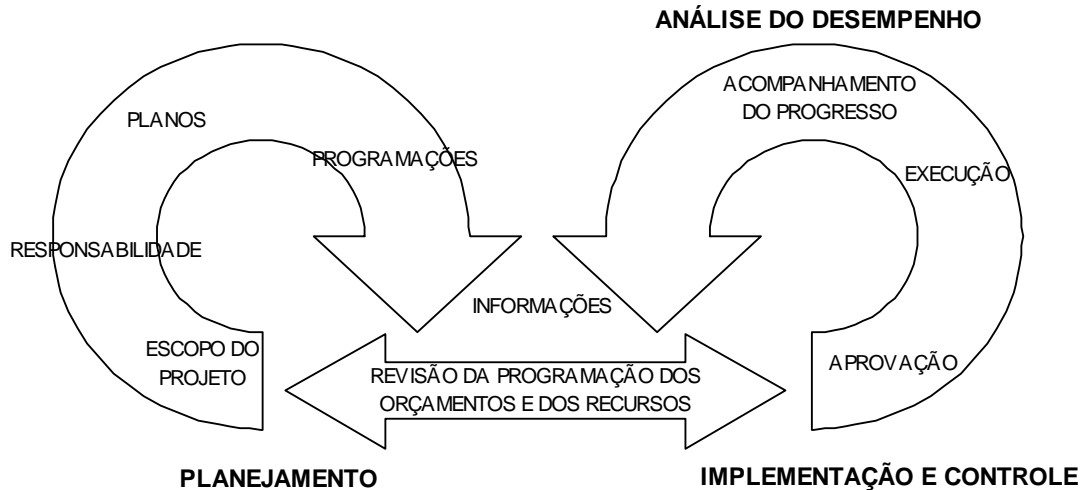 ANÁLISE DO DESEMPENHO
PLANOS
PROGRAMAÇÕES
RESPONSABILIDADE
ESCOPO DO
PROJETO
ACOMPANHAMENTO
DO PROGRESSO
EXECUÇÃO
APROVAÇÃO
INFORMAÇÕES
REVISÃO DA PROGRAMAÇÃO DOS
ORÇAMENTOS E DOS RECURSOS
PLANEJAMENTO
IMPLEMENTAÇÃO E CONTROLE